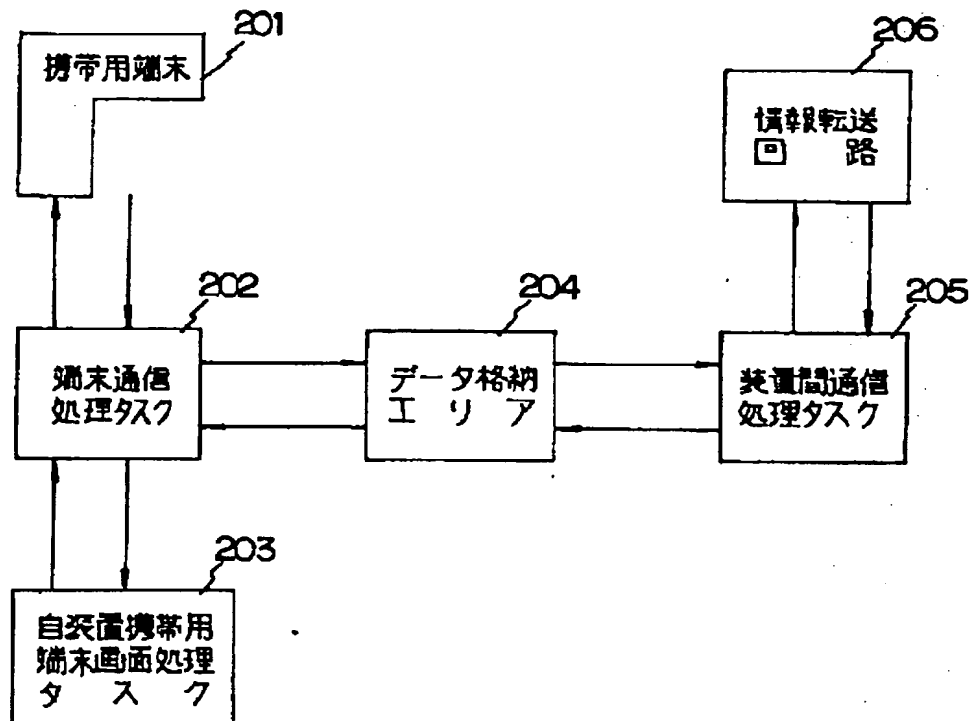 201
携帯用端末
206
情報転送
回路
202
端末通信
処理タスク
204
データ格納
エリア
205
装置間通信
処理タスク
203
自装置携帯用
端末画面処理
タスク